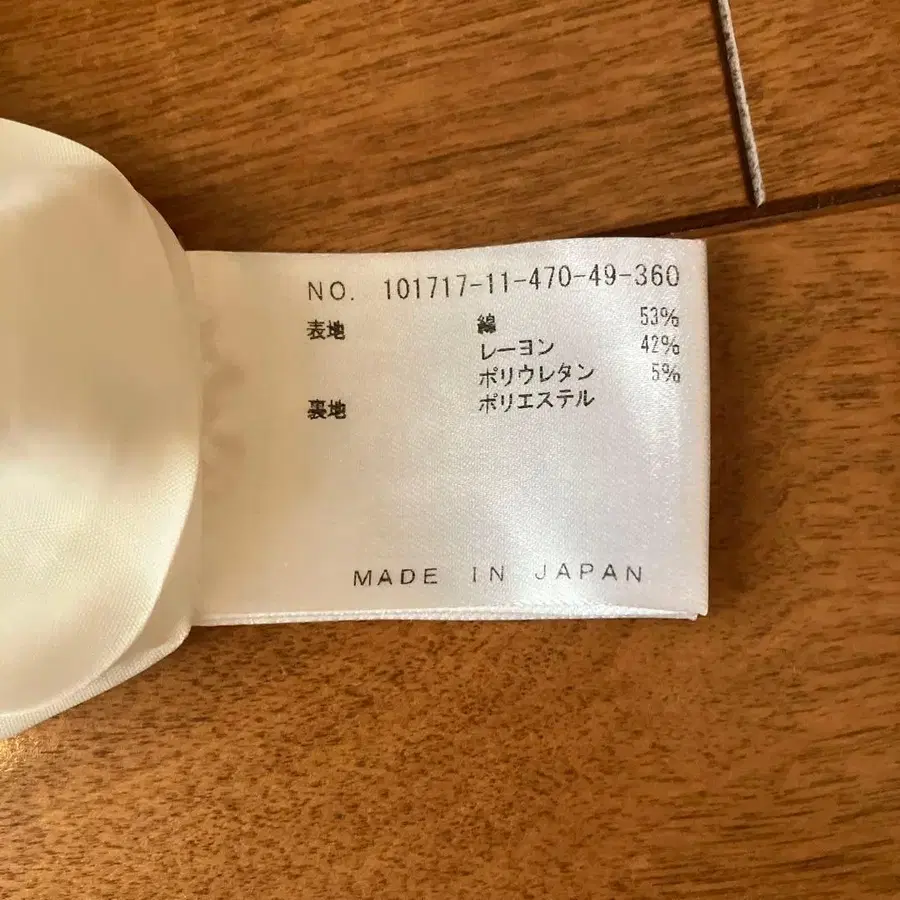 NO. 101717-11-470-49-360
表地 綿 53%
レーヨン 42%
ポリウレタン 5%
裏地 ポリエステル
MADE IN JAPAN